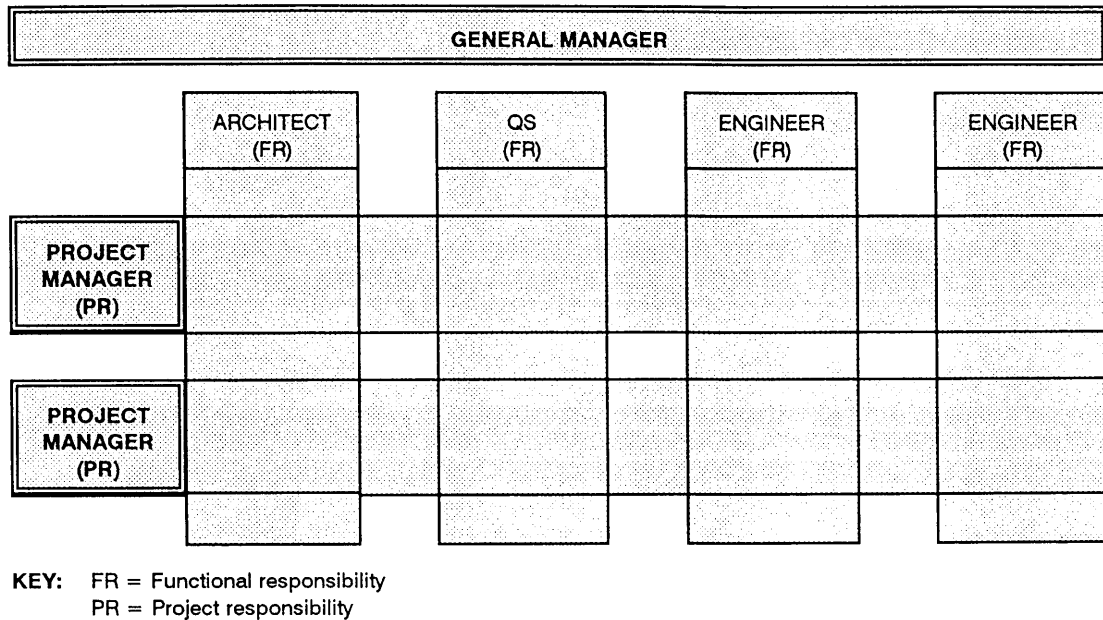 GENERAL MANAGER
ARCHITECT
(FR)
QS
(FR)
ENGINEER
(FR)
ENGINEER
(FR)
PROJECT
MANAGER
(PR)
PROJECT
MANAGER
(PR)
KEY: FR = Functional responsibility
PR = Project responsibility